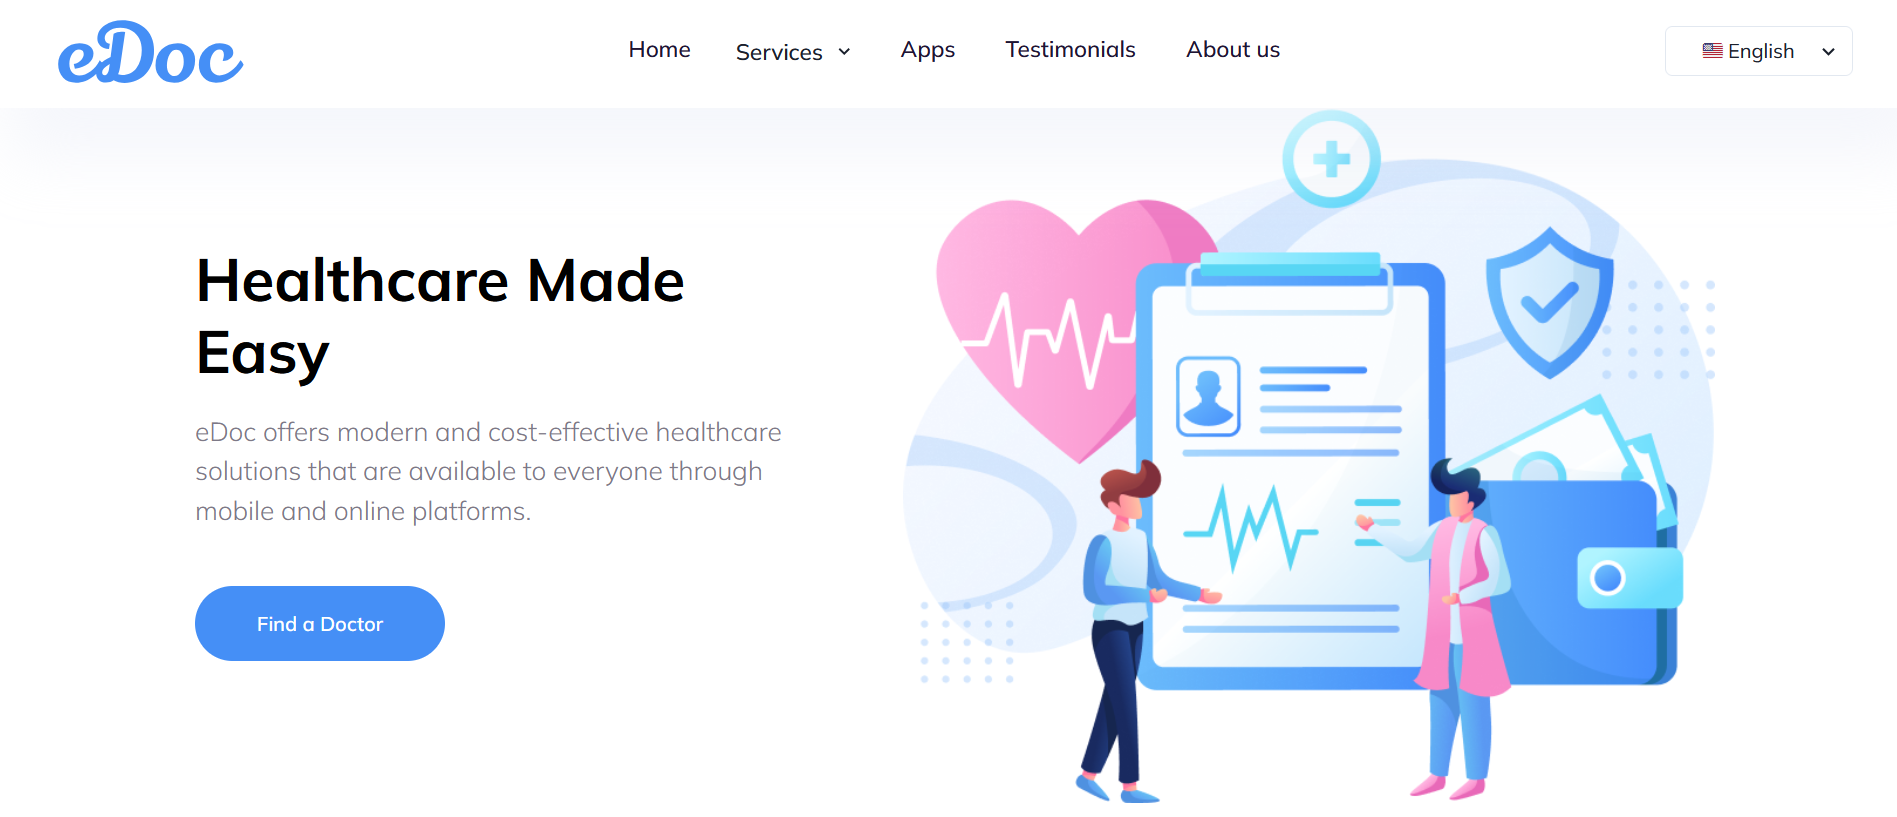 eDoc
Home
Services
Apps
Testimonials
About us
English
Healthcare Made
Easy
eDoc offers modern and cost-effective healthcare
solutions that are available to everyone through
mobile and online platforms.
Find a Doctor